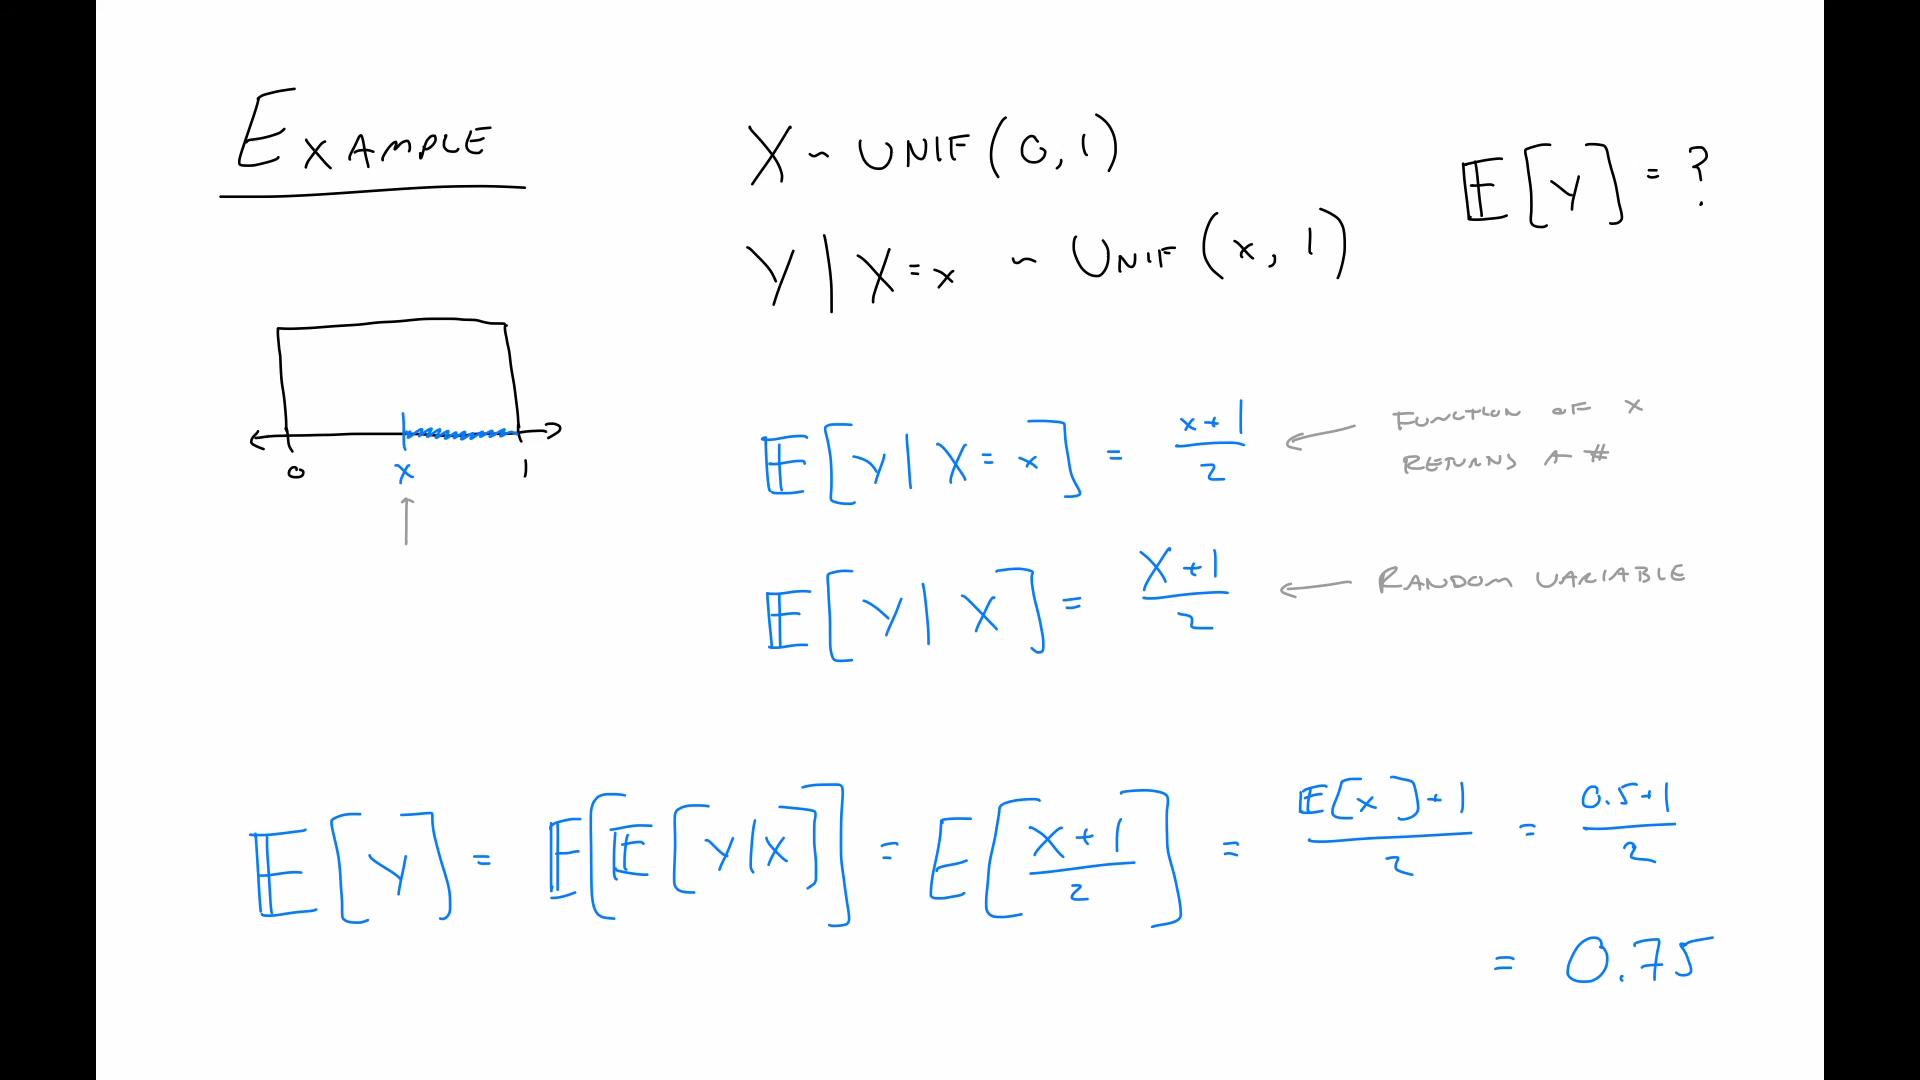 EXAMPLE
X ~ UNIF(0,1)
Y | X=x ~ UNIF(x, 1)
𝔼[Y] = ?
0 x 1
𝔼[Y | X=x] = (x+1)/2
FUNCTION OF x
RETURNS A #
𝔼[Y | X] = (X+1)/2
RANDOM VARIABLE
𝔼[Y] = 𝔼[𝔼[Y|X]] = E[(X+1)/2] = (𝔼[X]+1)/2 = (0.5+1)/2
= 0.75